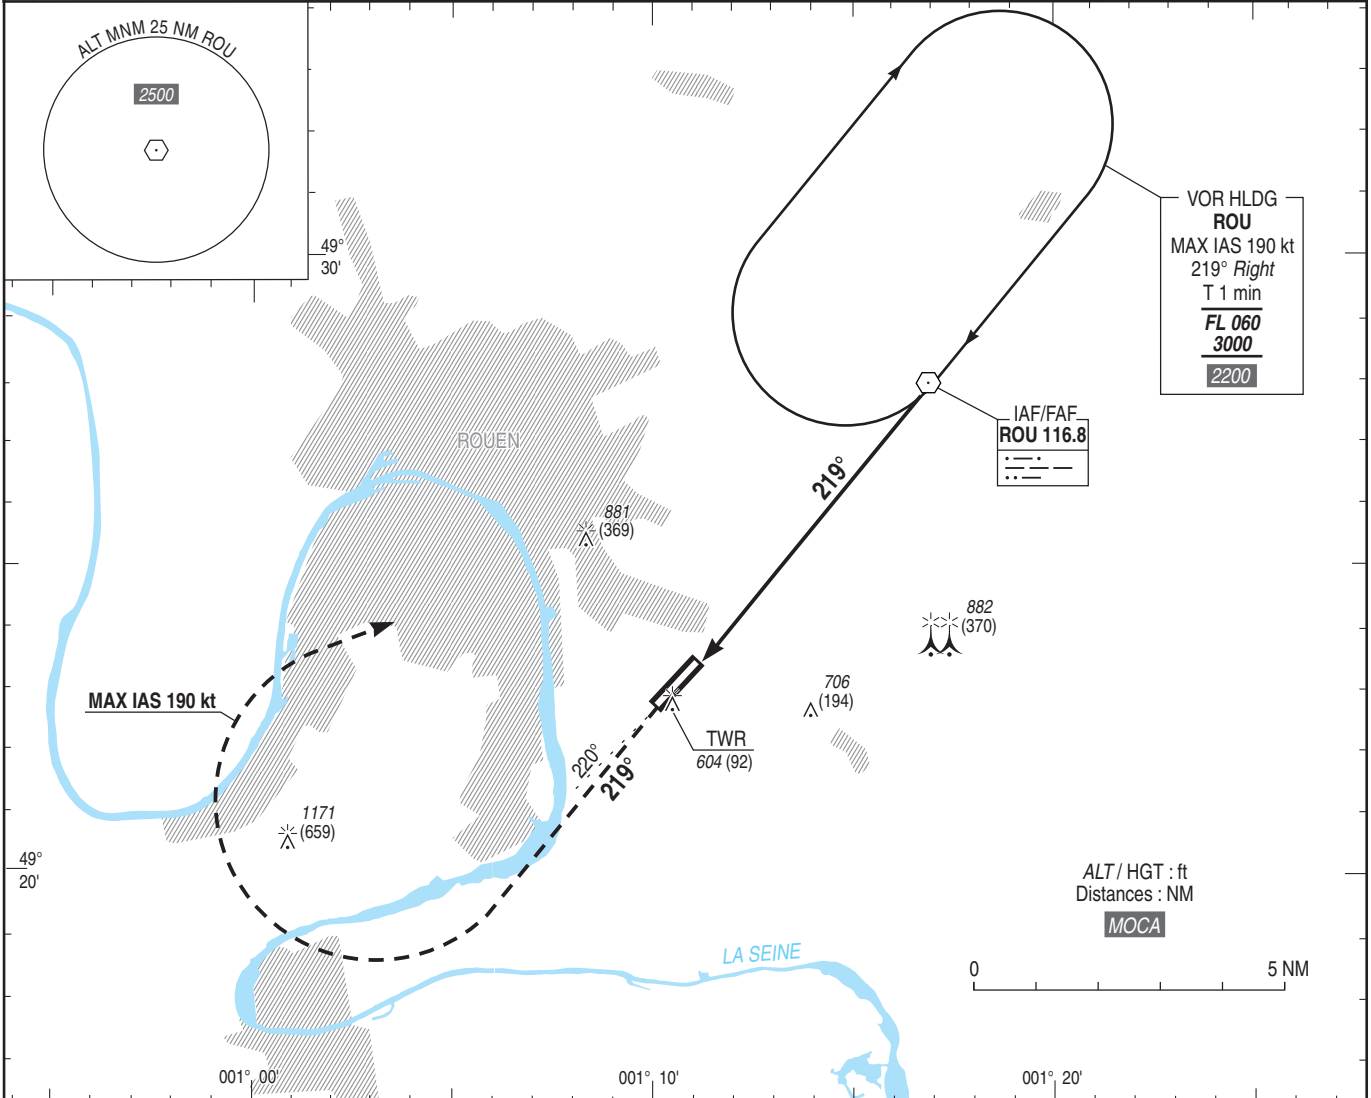 ALT MNM 25 NM ROU
2500
49°
30'
VOR HLDG
ROU
MAX IAS 190 kt
219° Right
T 1 min
FL 060
3000
2200
IAF/FAF
ROU 116.8
ROUEN
219°
881
(369)
882
(370)
706
(194)
MAX IAS 190 kt
TWR
604 (92)
220°
219°
1171
(659)
49°
20'
ALT / HGT : ft
Distances : NM
MOCA
LA SEINE
0 5 NM
001° 00'
001° 10'
001° 20'